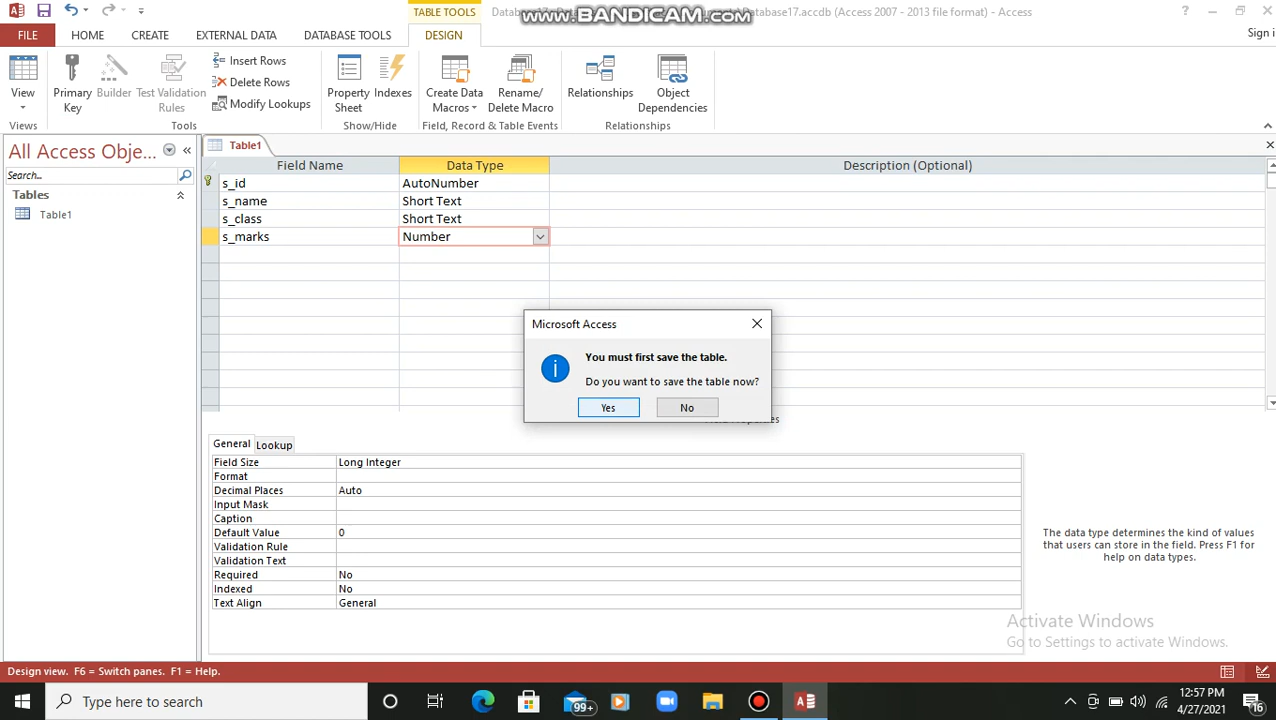 TABLE TOOLS
www.BANDICAM.com
Database17.accdb (Access 2007 - 2013 file format) - Access
?
FILE
HOME
CREATE
EXTERNAL DATA
DATABASE TOOLS
DESIGN
Sign i
View
Primary Key
Builder
Test Validation Rules
Insert Rows
Delete Rows
Modify Lookups
Property Sheet
Indexes
Create Data Macros
Rename/ Delete Macro
Relationships
Object Dependencies
Views
Tools
Show/Hide
Field, Record & Table Events
Relationships
All Access Obje...
Search...
Tables
Table1
Table1
Field Name Data Type Description (Optional)
s_id AutoNumber
s_name Short Text
s_class Short Text
s_marks Number
Microsoft Access
You must first save the table.
Do you want to save the table now?
Yes No
General Lookup
Field Size Long Integer
Format
Decimal Places Auto
Input Mask
Caption
Default Value 0
Validation Rule
Validation Text
Required No
Indexed No
Text Align General
The data type determines the kind of values
that users can store in the field. Press F1 for
help on data types.
Activate Windows
Go to Settings to activate Windows.
Design view. F6 = Switch panes. F1 = Help.
Type here to search
99+
12:57 PM
4/27/2021
16